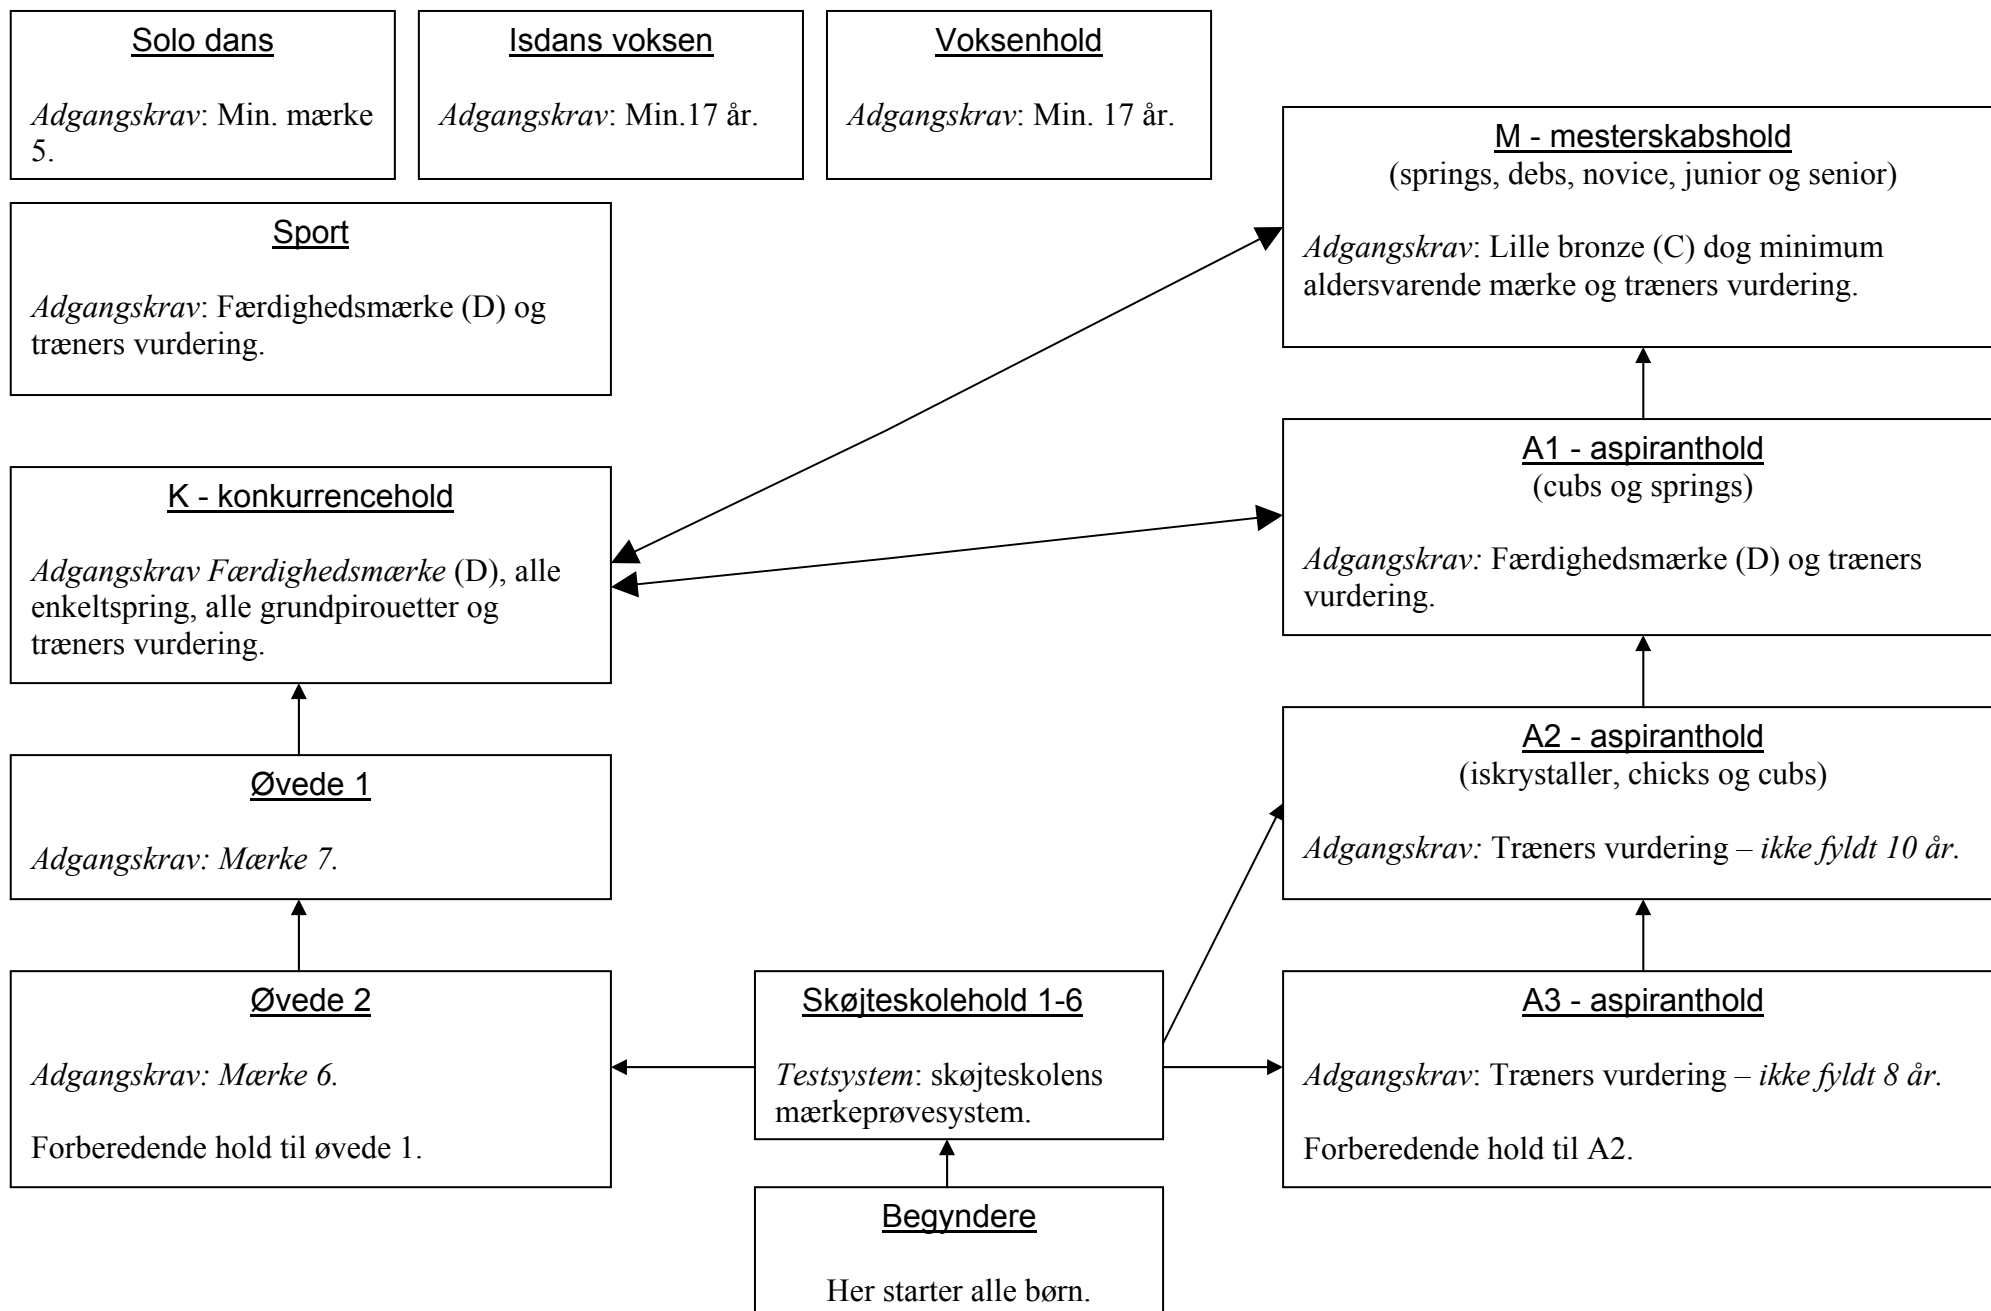 Solo dans
Adgangskrav: Min. mærke
5.
Isdans voksen
Adgangskrav: Min.17 år.
Voksenhold
Adgangskrav: Min. 17 år.
M - mesterskabshold
(springs, debs, novice, junior og senior)
Adgangskrav: Lille bronze (C) dog minimum
aldersvarende mærke og træners vurdering.
Sport
Adgangskrav: Færdighedsmærke (D) og
træners vurdering.
A1 - aspiranthold
(cubs og springs)
Adgangskrav: Færdighedsmærke (D) og træners
vurdering.
K - konkurrencehold
Adgangskrav Færdighedsmærke (D), alle
enkeltspring, alle grundpirouetter og
træners vurdering.
A2 - aspiranthold
(iskrystaller, chicks og cubs)
Adgangskrav: Træners vurdering – ikke fyldt 10 år.
Øvede 1
Adgangskrav: Mærke 7.
Øvede 2
Adgangskrav: Mærke 6.
Forberedende hold til øvede 1.
Skøjteskolehold 1-6
Testsystem: skøjteskolens
mærkeprøvesystem.
A3 - aspiranthold
Adgangskrav: Træners vurdering – ikke fyldt 8 år.
Forberedende hold til A2.
Begyndere
Her starter alle børn.